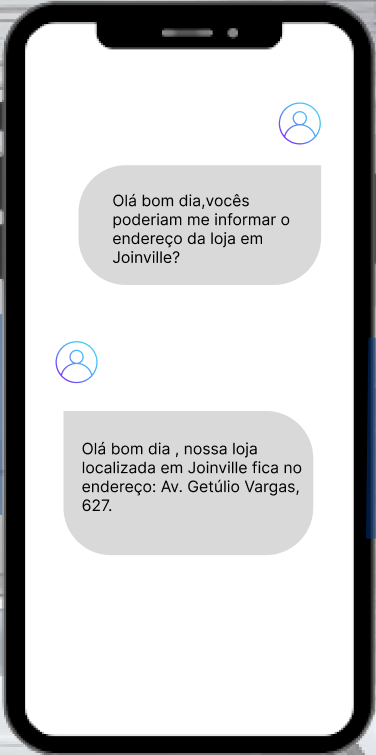 Olá bom dia,vocês
poderiam me informar o
endereço da loja em
Joinville?
Olá bom dia , nossa loja
localizada em Joinville fica no
endereço: Av. Getúlio Vargas,
627.